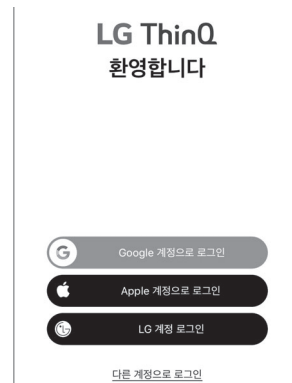 LG ThinQ
환영합니다
Google 계정으로 로그인
Apple 계정으로 로그인
LG 계정 로그인
다른 계정으로 로그인